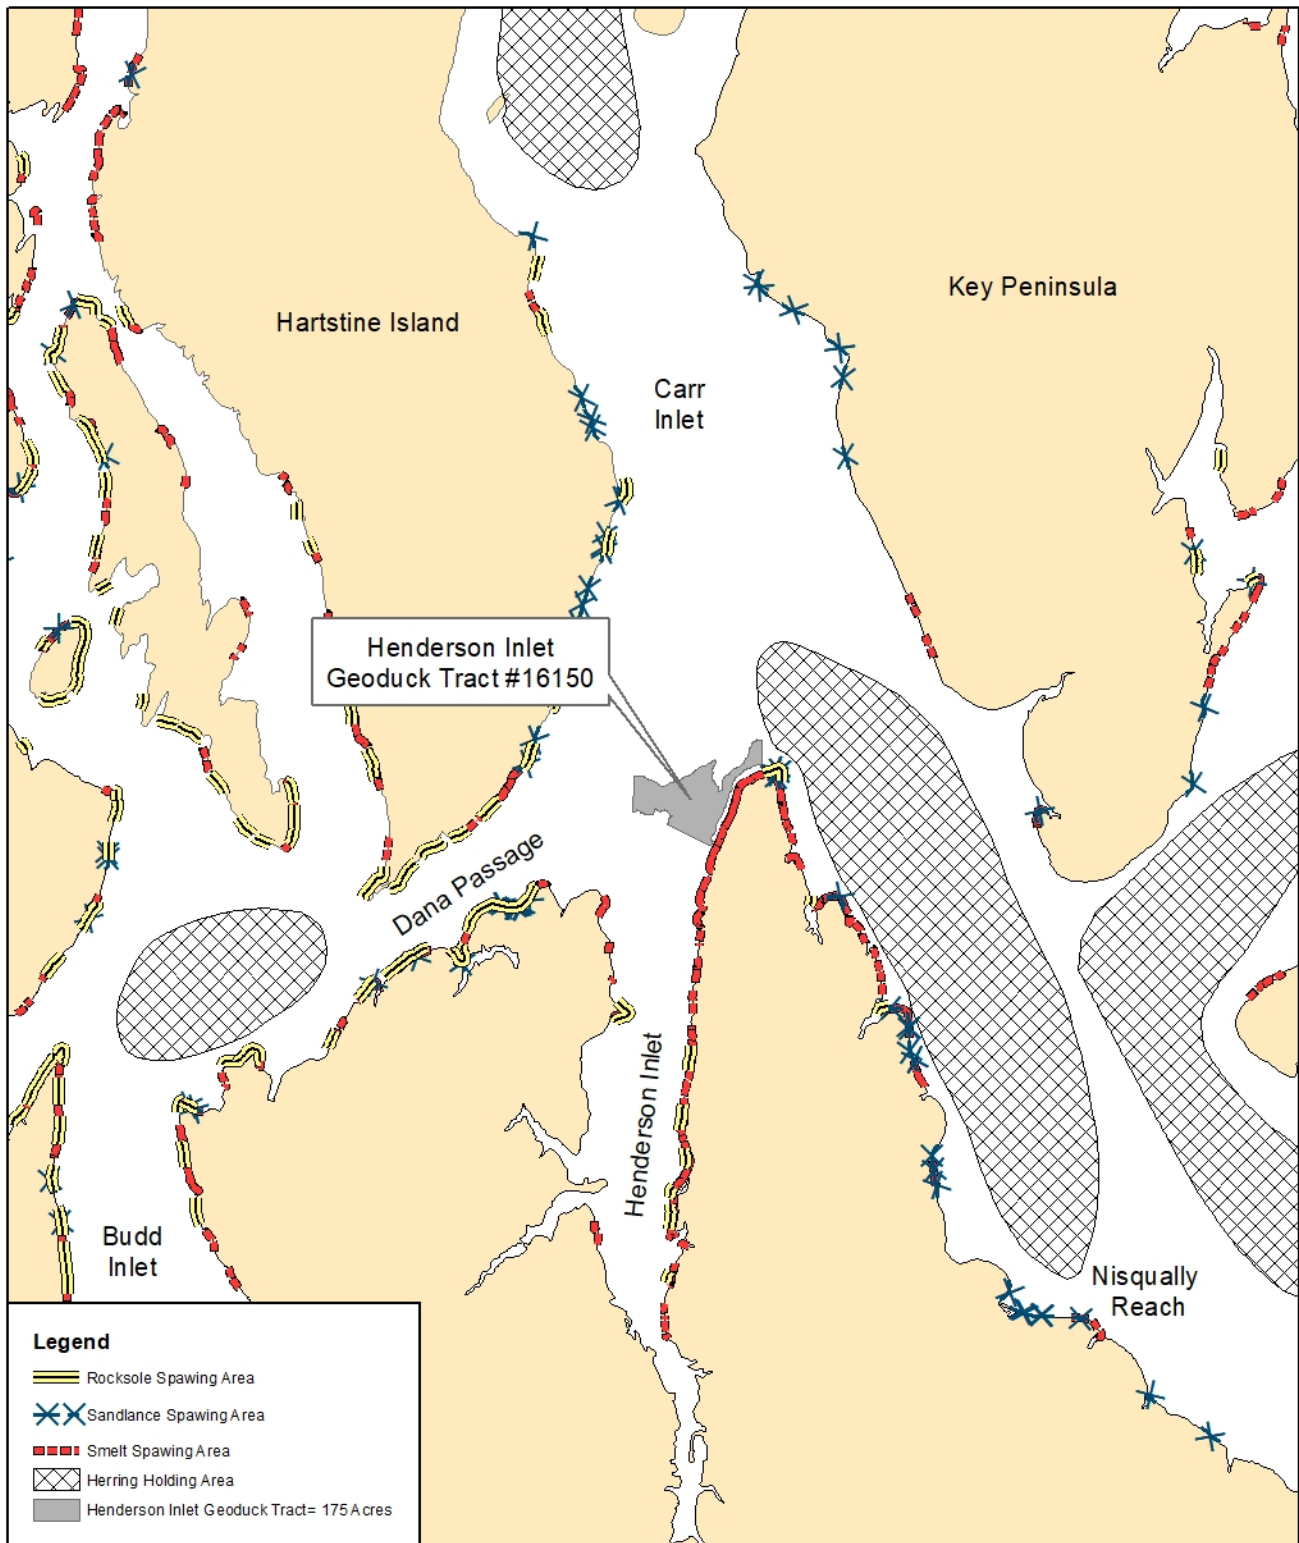 Hartstine Island
Key Peninsula
Carr
Inlet
Henderson Inlet
Geoduck Tract #16150
Dana Passage
Henderson Inlet
Budd
Inlet
Nisqually
Reach
Legend
Rocksole Spawing Area
Sandlance Spawing Area
Smelt Spawing Area
Herring Holding Area
Henderson Inlet Geoduck Tract= 175 Acres